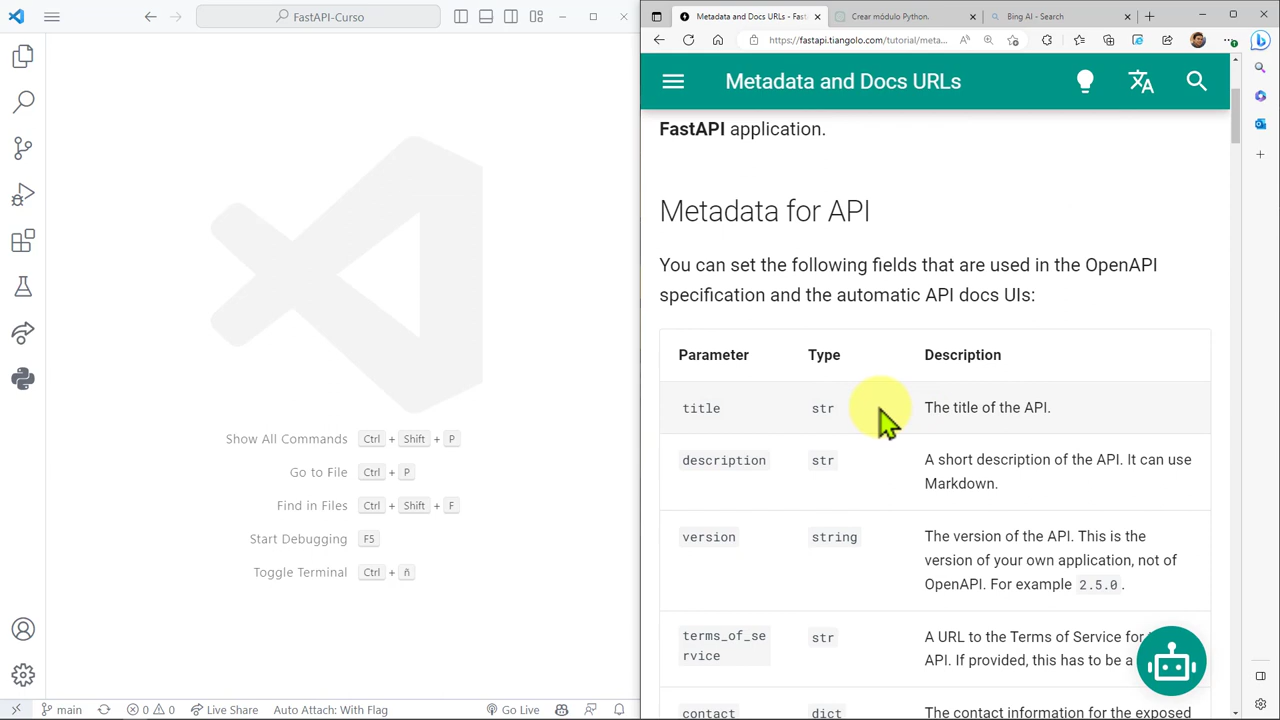 FastAPI-Curso
Show All Commands Ctrl + Shift + P
Go to File Ctrl + P
Find in Files Ctrl + Shift + F
Start Debugging F5
Toggle Terminal Ctrl + ñ
main 0 0 Live Share Auto Attach: With Flag Go Live
Metadata and Docs URLs - Fast
Crear módulo Python.
Bing AI - Search
https://fastapi.tiangolo.com/tutorial/meta...
Metadata and Docs URLs
FastAPI application.
Metadata for API
You can set the following fields that are used in the OpenAPI
specification and the automatic API docs UIs:
Parameter Type Description
title str The title of the API.
description str A short description of the API. It can use
Markdown.
version string The version of the API. This is the
version of your own application, not of
OpenAPI. For example 2.5.0.
terms_of_se
rvice str A URL to the Terms of Service for
API. If provided, this has to be a
contact dict The contact information for the exposed